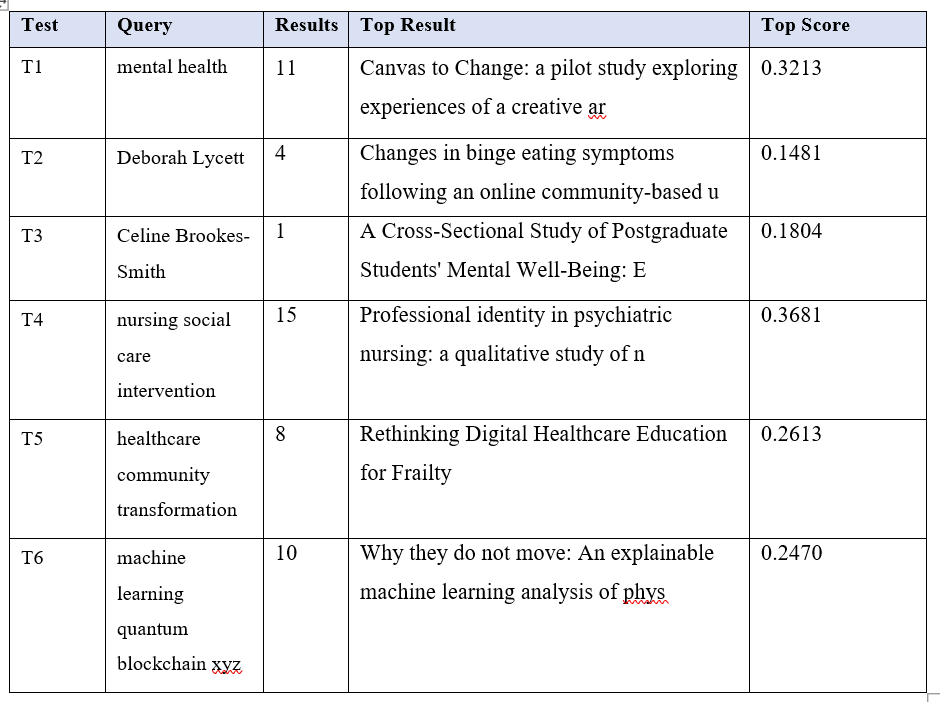 Test Query Results Top Result Top Score
T1 mental health 11 Canvas to Change: a pilot study exploring 0.3213
experiences of a creative ar
T2 Deborah Lycett 4 Changes in binge eating symptoms 0.1481
following an online community-based u
T3 Celine Brookes- 1 A Cross-Sectional Study of Postgraduate 0.1804
Smith Students' Mental Well-Being: E
T4 nursing social 15 Professional identity in psychiatric 0.3681
care nursing: a qualitative study of n
intervention
T5 healthcare 8 Rethinking Digital Healthcare Education 0.2613
community for Frailty
transformation
T6 machine 10 Why they do not move: An explainable 0.2470
learning machine learning analysis of phys
quantum
blockchain xyz